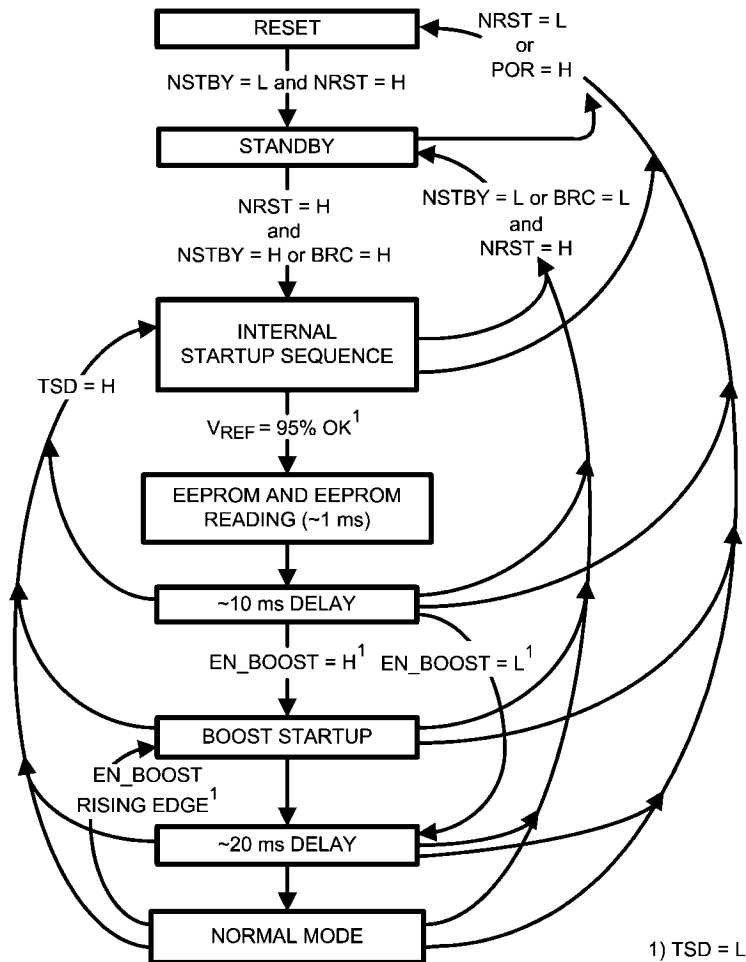 RESET
NRST = L
or
POR = H
NSTBY = L and NRST = H
STANDBY
NSTBY = L or BRC = L
and
NRST = H
NRST = H
and
NSTBY = H or BRC = H
INTERNAL
STARTUP SEQUENCE
TSD = H
VREF = 95% OK¹
EEPROM AND EEPROM
READING (~1 ms)
~10 ms DELAY
EN_BOOST = H¹
EN_BOOST = L¹
BOOST STARTUP
EN_BOOST
RISING EDGE¹
~20 ms DELAY
NORMAL MODE
1) TSD = L